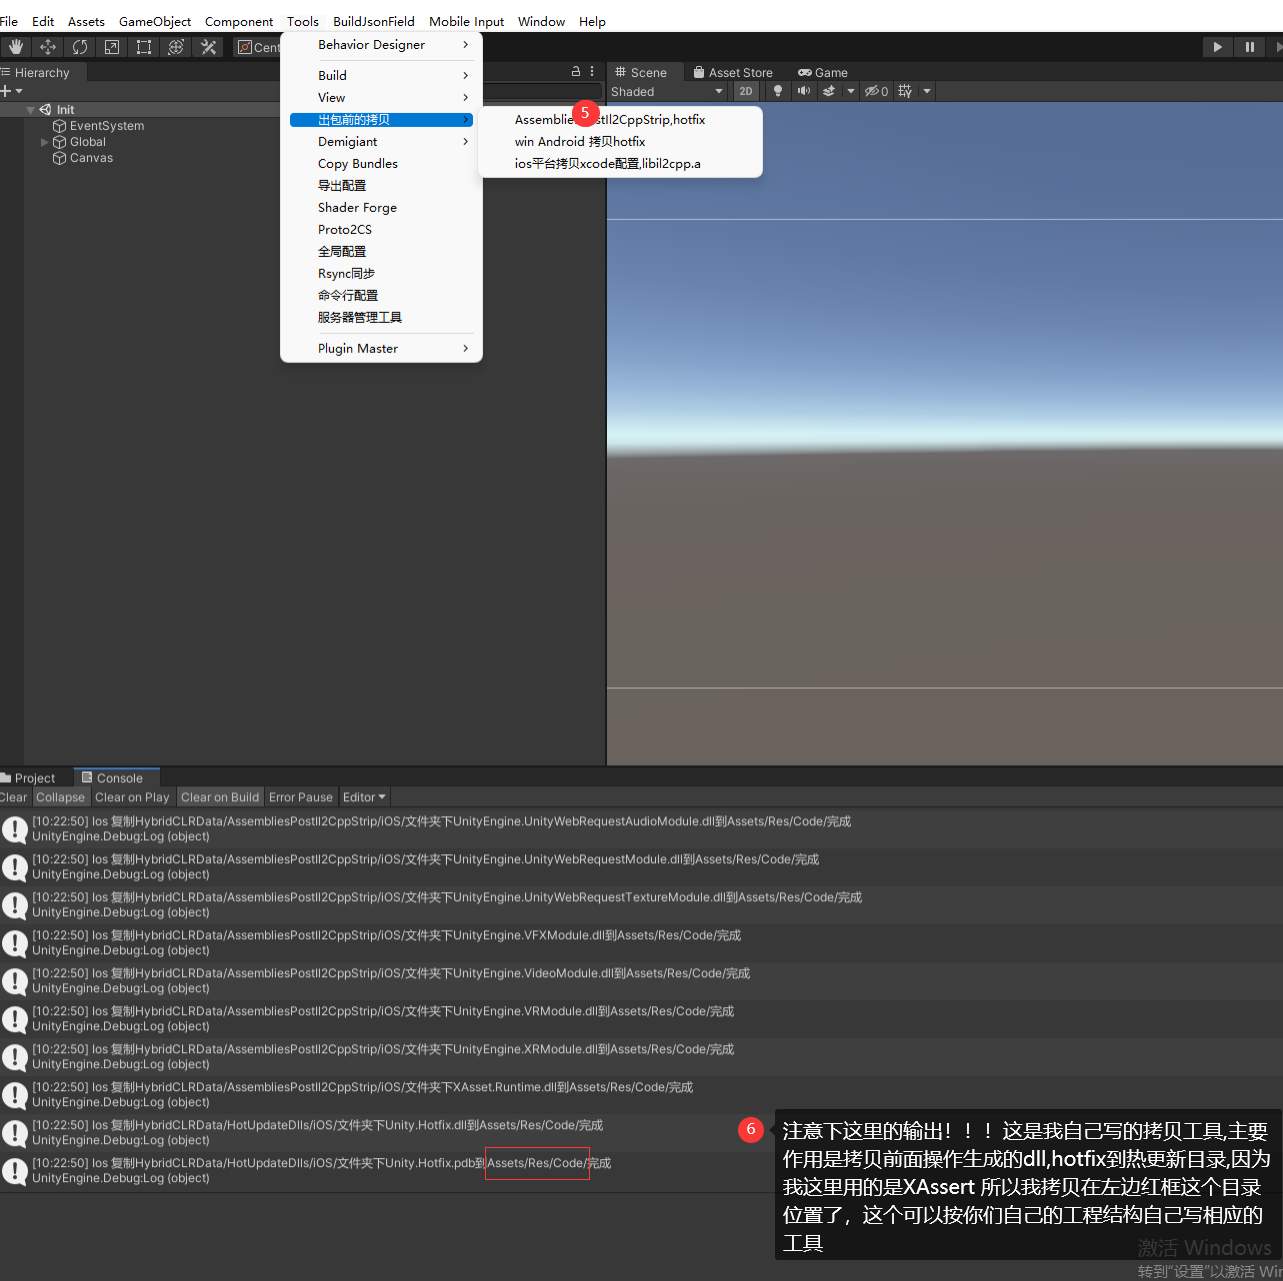 File Edit Assets GameObject Component Tools BuildJsonField Mobile Input Window Help
Cent
Behavior Designer
Build
View
出包前的拷贝
Demigiant
Copy Bundles
导出配置
Shader Forge
Proto2CS
全局配置
Rsync同步
命令行配置
服务器管理工具
Plugin Master
5
win Android 拷贝hotfix
ios平台拷贝xcode配置,libil2cpp.a
Hierarchy
Init
EventSystem
Global
Canvas
Scene Asset Store Game
Shaded 2D 0
Project Console
Clear Collapse Clear on Play Clear on Build Error Pause Editor
[10:22:50] Ios 复制HybridCLRData/AssembliesPostIl2CppStrip/iOS/文件夹下UnityEngine.UnityWebRequestAudioModule.dll到Assets/Res/Code/完成
UnityEngine.Debug:Log (object)
[10:22:50] Ios 复制HybridCLRData/AssembliesPostIl2CppStrip/iOS/文件夹下UnityEngine.UnityWebRequestModule.dll到Assets/Res/Code/完成
UnityEngine.Debug:Log (object)
[10:22:50] Ios 复制HybridCLRData/AssembliesPostIl2CppStrip/iOS/文件夹下UnityEngine.UnityWebRequestTextureModule.dll到Assets/Res/Code/完成
UnityEngine.Debug:Log (object)
[10:22:50] Ios 复制HybridCLRData/AssembliesPostIl2CppStrip/iOS/文件夹下UnityEngine.VFXModule.dll到Assets/Res/Code/完成
UnityEngine.Debug:Log (object)
[10:22:50] Ios 复制HybridCLRData/AssembliesPostIl2CppStrip/iOS/文件夹下UnityEngine.VideoModule.dll到Assets/Res/Code/完成
UnityEngine.Debug:Log (object)
[10:22:50] Ios 复制HybridCLRData/AssembliesPostIl2CppStrip/iOS/文件夹下UnityEngine.VRModule.dll到Assets/Res/Code/完成
UnityEngine.Debug:Log (object)
[10:22:50] Ios 复制HybridCLRData/AssembliesPostIl2CppStrip/iOS/文件夹下UnityEngine.XRModule.dll到Assets/Res/Code/完成
UnityEngine.Debug:Log (object)
[10:22:50] Ios 复制HybridCLRData/AssembliesPostIl2CppStrip/iOS/文件夹下XAsset.Runtime.dll到Assets/Res/Code/完成
UnityEngine.Debug:Log (object)
[10:22:50] Ios 复制HybridCLRData/HotUpdateDlls/iOS/文件夹下Unity.Hotfix.dll到Assets/Res/Code/完成
UnityEngine.Debug:Log (object)
[10:22:50] Ios 复制HybridCLRData/HotUpdateDlls/iOS/文件夹下Unity.Hotfix.pdb到Assets/Res/Code/完成
UnityEngine.Debug:Log (object)
6
注意下这里的输出！！！这是我自己写的拷贝工具,主要
作用是拷贝前面操作生成的dll,hotfix到热更新目录,因为
我这里用的是XAssert 所以我拷贝在左边红框这个目录
位置了，这个可以按你们自己的工程结构自己写相应的
工具
激活 Windows
转到"设置"以激活 Win